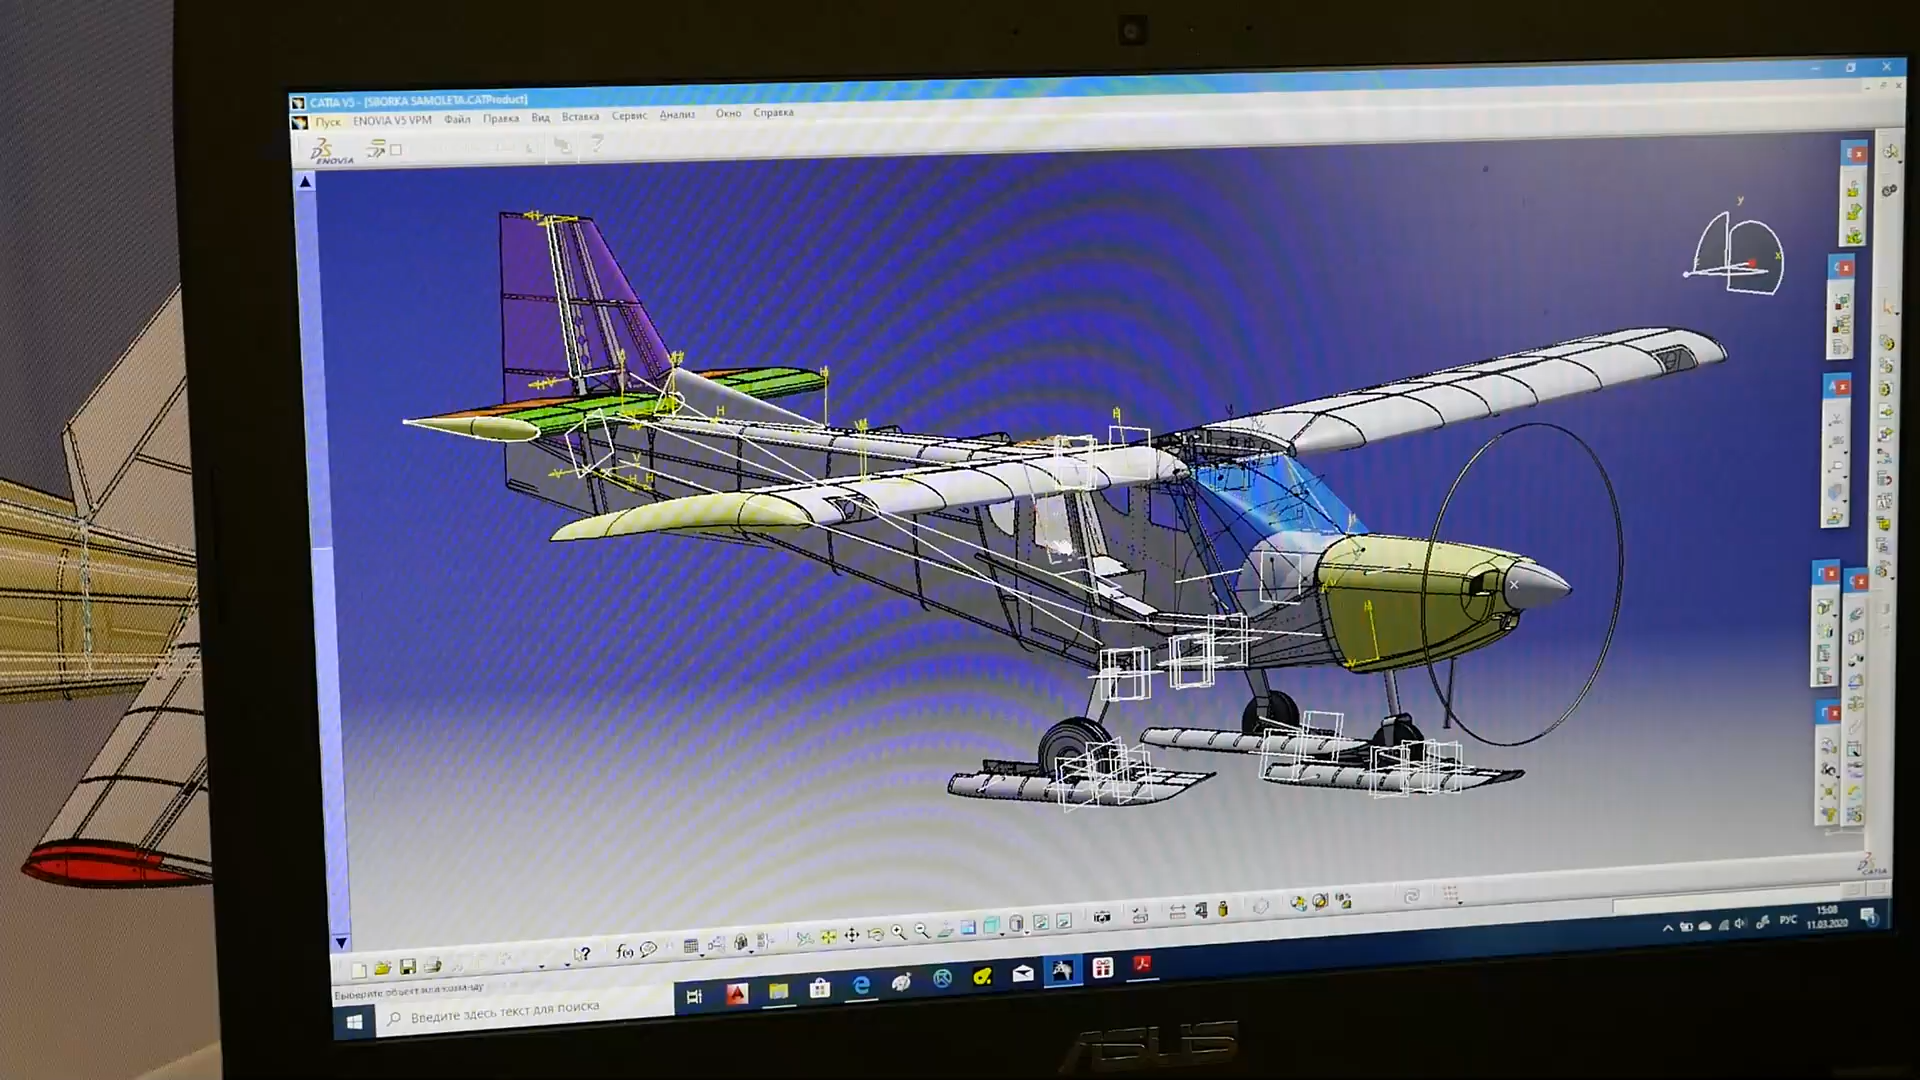 CATIA V5 - [SBORKA SAMOLETA.CATProduct]
Пуск ENOVIA V5 VPM Файл Правка Вид Вставка Сервис Анализ Окно Справка
ENOVIA
y
x
f(x)
CATIA
Выберите объект или команду
Введите здесь текст для поиска
РУС
15:08
11.03.2020
ASUS